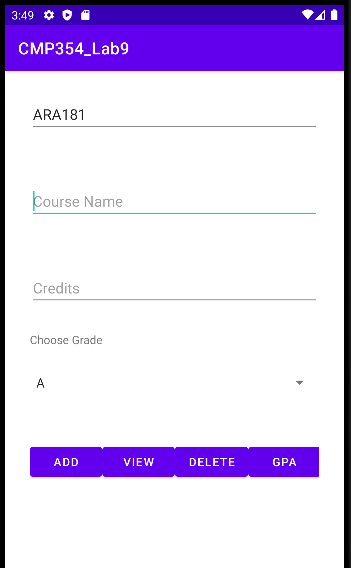 3:49
CMP354_Lab9
ARA181
Course Name
Credits
Choose Grade
A
ADD VIEW DELETE GPA